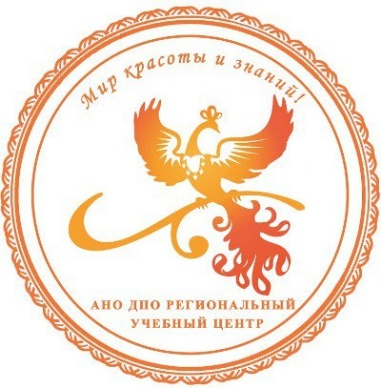 Мир красоты и знаний!
АНО ДПО РЕГИОНАЛЬНЫЙ
УЧЕБНЫЙ ЦЕНТР